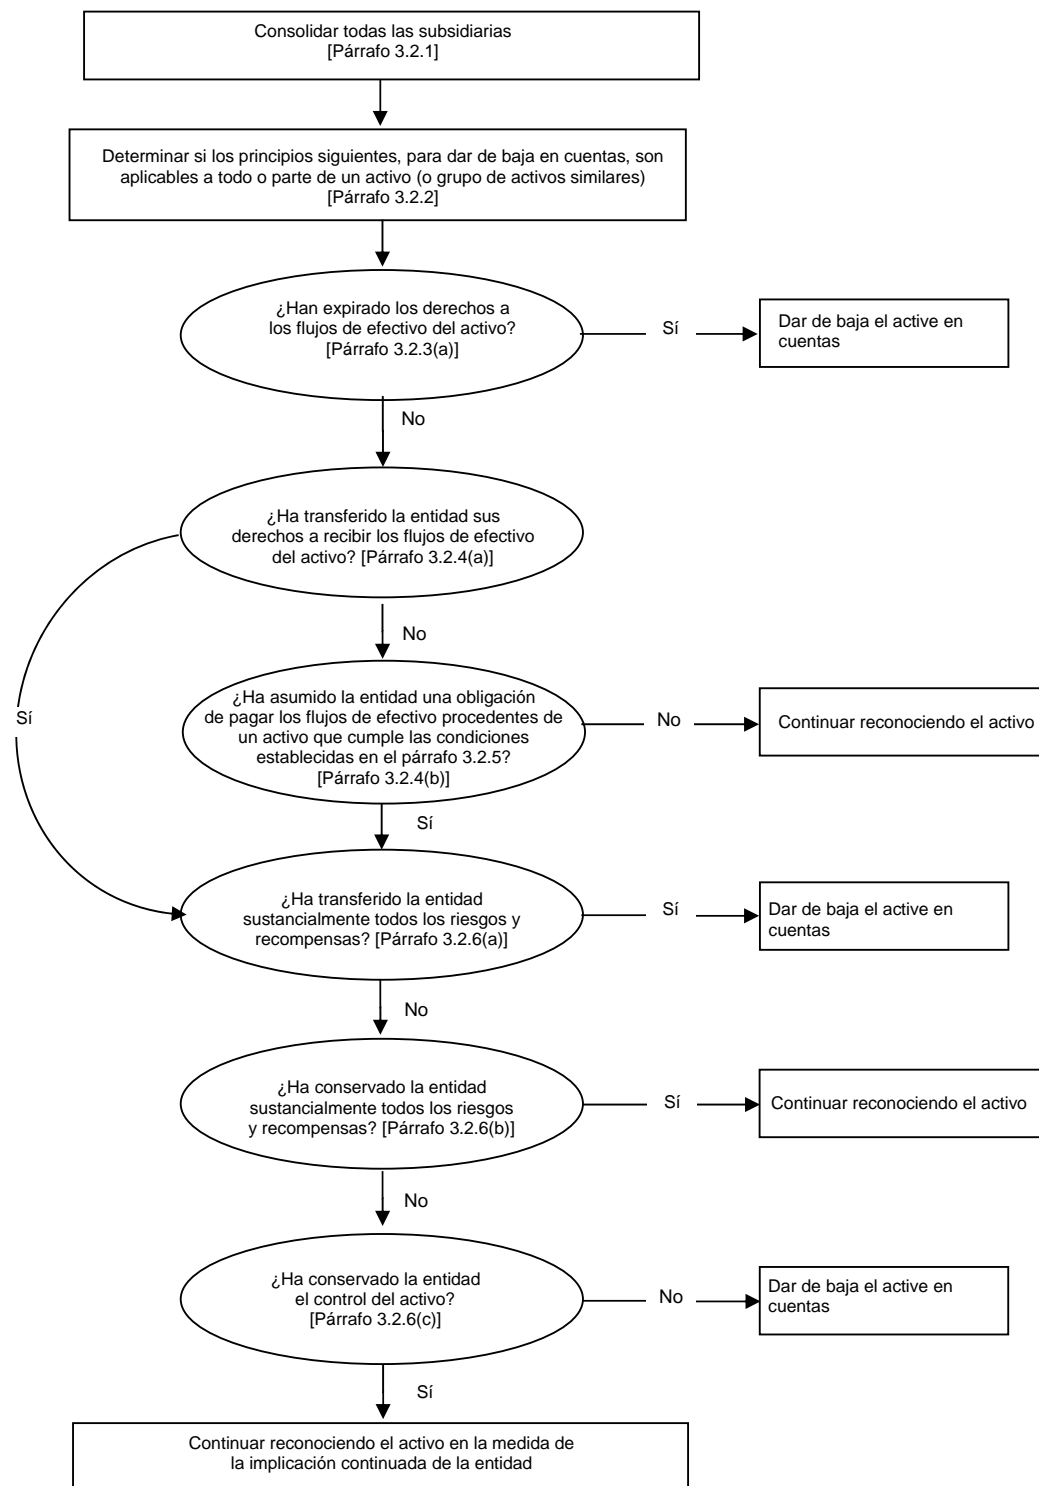 Consolidar todas las subsidiarias
[Párrafo 3.2.1]
Determinar si los principios siguientes, para dar de baja en cuentas, son
aplicables a todo o parte de un activo (o grupo de activos similares)
[Párrafo 3.2.2]
¿Han expirado los derechos a
los flujos de efectivo del activo?
[Párrafo 3.2.3(a)]
Sí
Dar de baja el active en
cuentas
No
¿Ha transferido la entidad sus
derechos a recibir los flujos de efectivo
del activo? [Párrafo 3.2.4(a)]
No
Sí
¿Ha asumido la entidad una obligación
de pagar los flujos de efectivo procedentes de
un activo que cumple las condiciones
establecidas en el párrafo 3.2.5?
[Párrafo 3.2.4(b)]
No
Continuar reconociendo el activo
Sí
¿Ha transferido la entidad
sustancialmente todos los riesgos y
recompensas? [Párrafo 3.2.6(a)]
Sí
Dar de baja el active en
cuentas
No
¿Ha conservado la entidad
sustancialmente todos los riesgos
y recompensas? [Párrafo 3.2.6(b)]
Sí
Continuar reconociendo el activo
No
¿Ha conservado la entidad
el control del activo?
[Párrafo 3.2.6(c)]
No
Dar de baja el active en
cuentas
Sí
Continuar reconociendo el activo en la medida de
la implicación continuada de la entidad